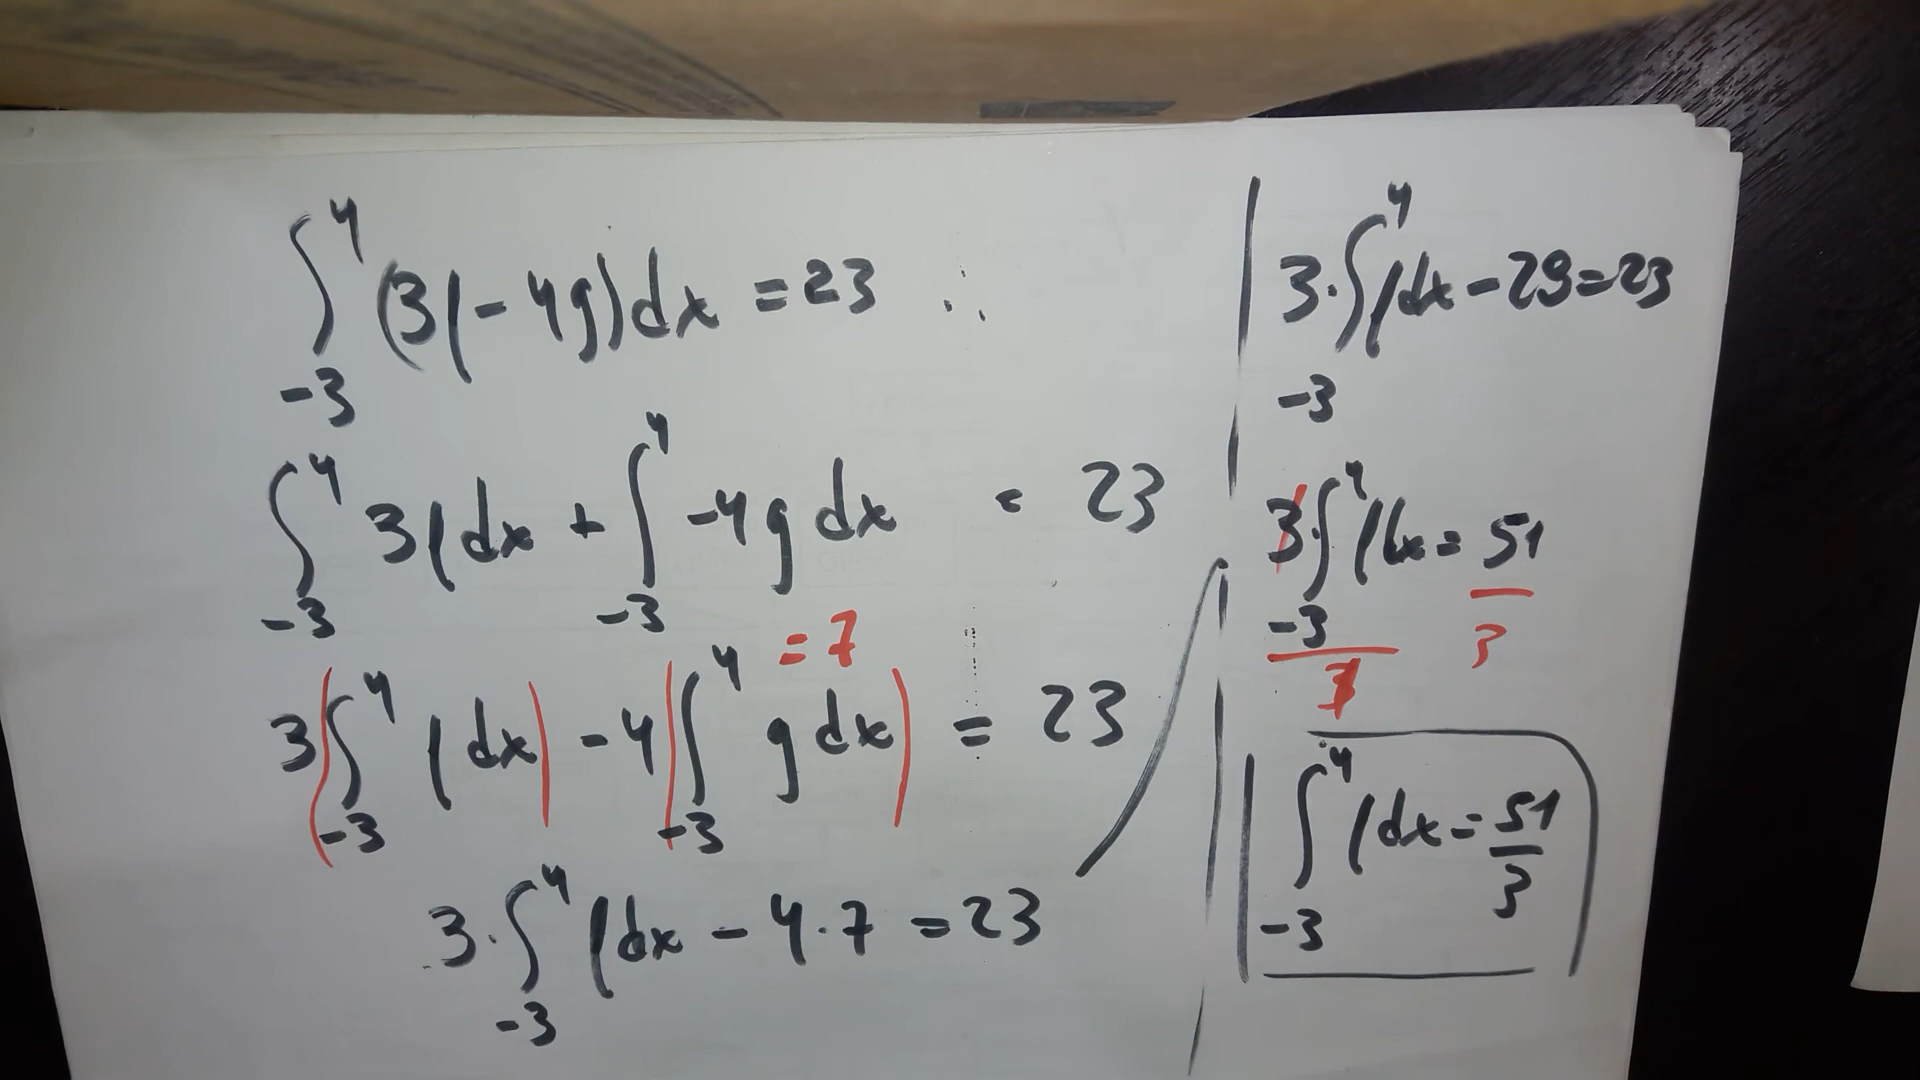 ∫₋₃⁴ (3f-4g)dx = 23 ∴
∫₋₃⁴ 3f dx + ∫₋₃⁴ -4g dx = 23
=7
3(∫₋₃⁴ f dx) -4(∫₋₃⁴ g dx) = 23
3·∫₋₃⁴ f dx - 4·7 = 23
3·∫₋₃⁴ f dx - 28 = 23
3·∫₋₃⁴ f dx = 51
3 3
∫₋₃⁴ f dx = 51/3